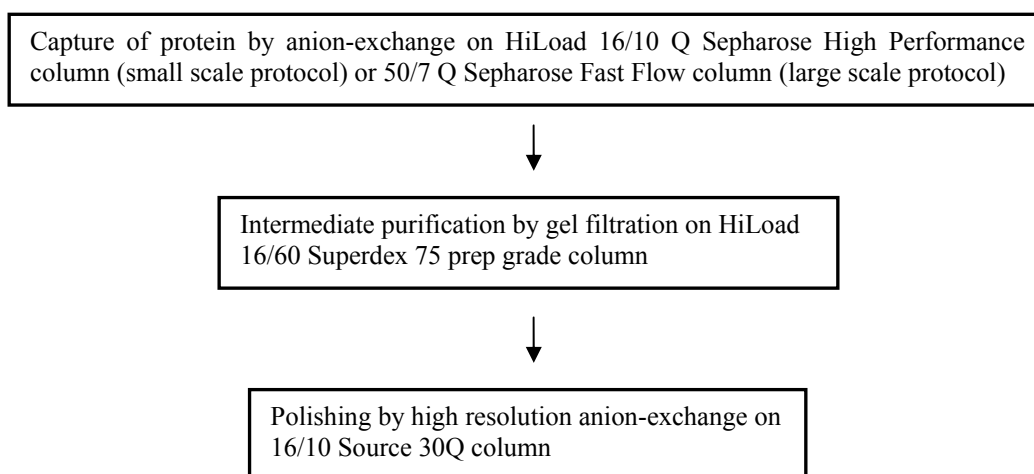 Capture of protein by anion-exchange on HiLoad 16/10 Q Sepharose High Performance
column (small scale protocol) or 50/7 Q Sepharose Fast Flow column (large scale protocol)
Intermediate purification by gel filtration on HiLoad
16/60 Superdex 75 prep grade column
Polishing by high resolution anion-exchange on
16/10 Source 30Q column